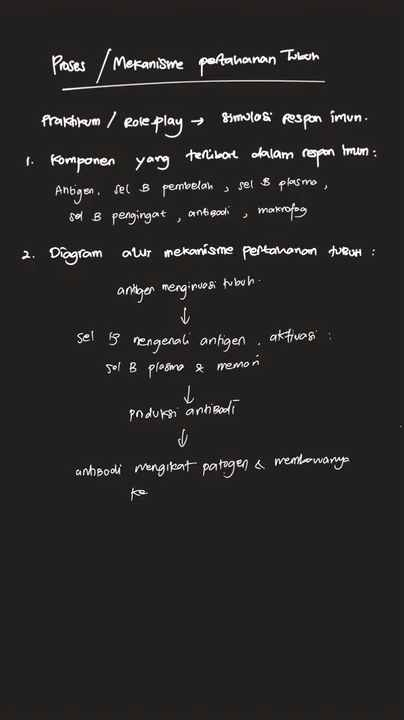 Proses / Mekanisme pertahanan Tubuh
Praktikum / Role play → Simulasi respon imun.
1. Komponen yang terlibat dalam respon Imun :
Antigen, sel B pembelah, sel B plasma,
sel B pengingat, antibodi, makrofag
2. Diagram alur mekanisme pertahanan tubuh :
antigen menginvasi tubuh.
↓
sel B mengenali antigen. aktivasi :
sel B plasma & memori
↓
produksi antibodi
↓
antibodi mengikat patogen & membawanya
ke